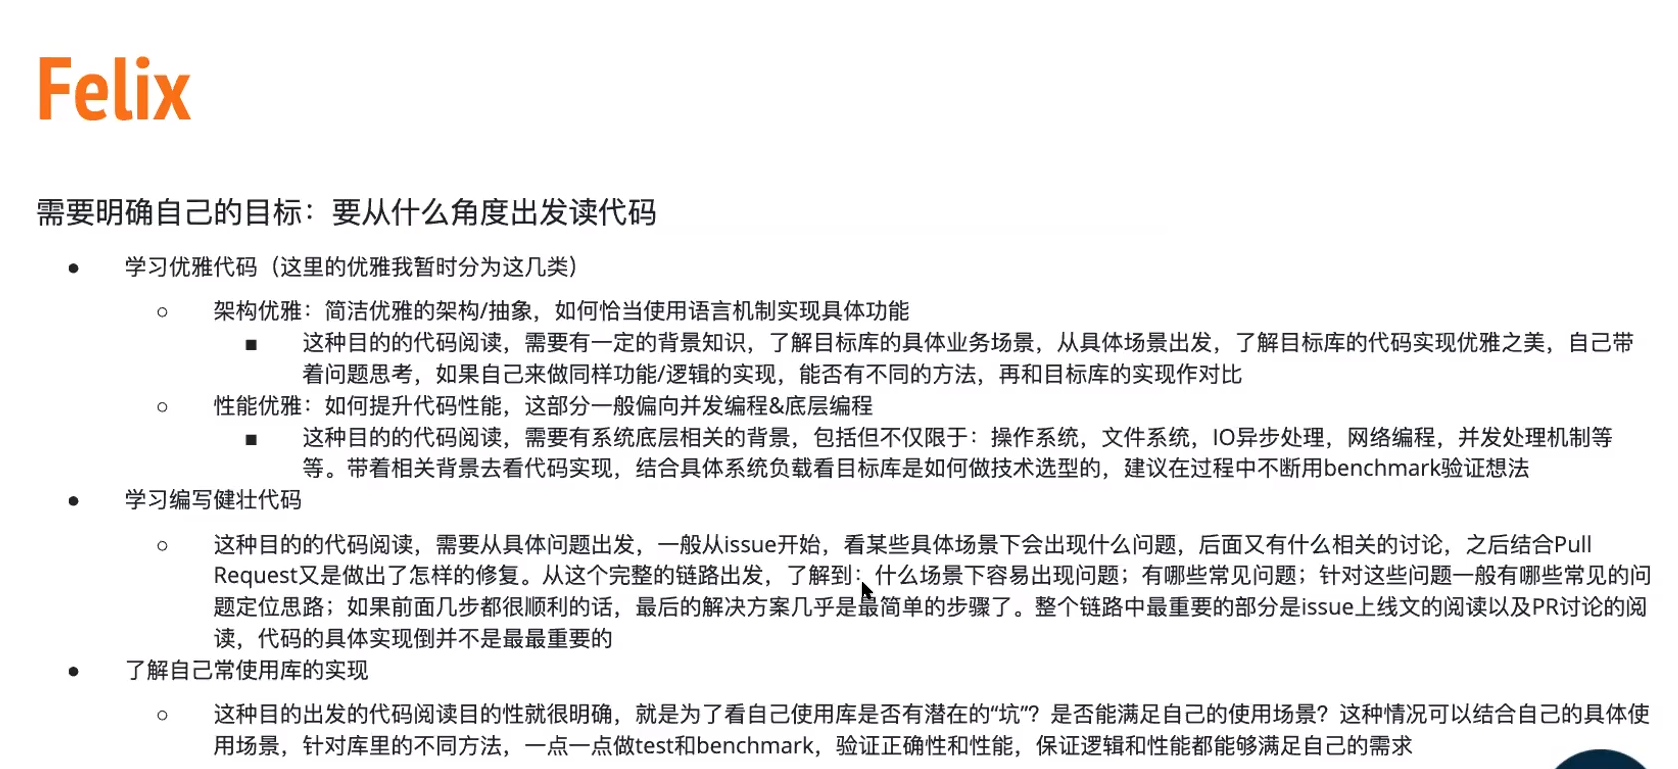 Felix
需要明确自己的目标：要从什么角度出发读代码
● 学习优雅代码（这里的优雅我暂时分为这几类）
○ 架构优雅：简洁优雅的架构/抽象，如何恰当使用语言机制实现具体功能
■ 这种目的的代码阅读，需要有一定的背景知识，了解目标库的具体业务场景，从具体场景出发，了解目标库的代码实现优雅之美，自己带
着问题思考，如果自己来做同样功能/逻辑的实现，能否有不同的方法，再和目标库的实现作对比
○ 性能优雅：如何提升代码性能，这部分一般偏向并发编程&底层编程
■ 这种目的的代码阅读，需要有系统底层相关的背景，包括但不仅限于：操作系统，文件系统，IO异步处理，网络编程，并发处理机制等
等。带着相关背景去看代码实现，结合具体系统负载看目标库是如何做技术选型的，建议在过程中不断用benchmark验证想法
● 学习编写健壮代码
○ 这种目的的代码阅读，需要从具体问题出发，一般从issue开始，看某些具体场景下会出现什么问题，后面又有什么相关的讨论，之后结合Pull
Request又是做出了怎样的修复。从这个完整的链路出发，了解到：什么场景下容易出现问题；有哪些常见问题；针对这些问题一般有哪些常见的问
题定位思路；如果前面几步都很顺利的话，最后的解决方案几乎是最简单的步骤了。整个链路中最重要的部分是issue上线文的阅读以及PR讨论的阅
读，代码的具体实现倒并不是最最重要的
● 了解自己常使用库的实现
○ 这种目的出发的代码阅读目的性就很明确，就是为了看自己使用库是否有潜在的“坑”？是否能满足自己的使用场景？这种情况可以结合自己的具体使
用场景，针对库里的不同方法，一点一点做test和benchmark，验证正确性和性能，保证逻辑和性能都能够满足自己的需求